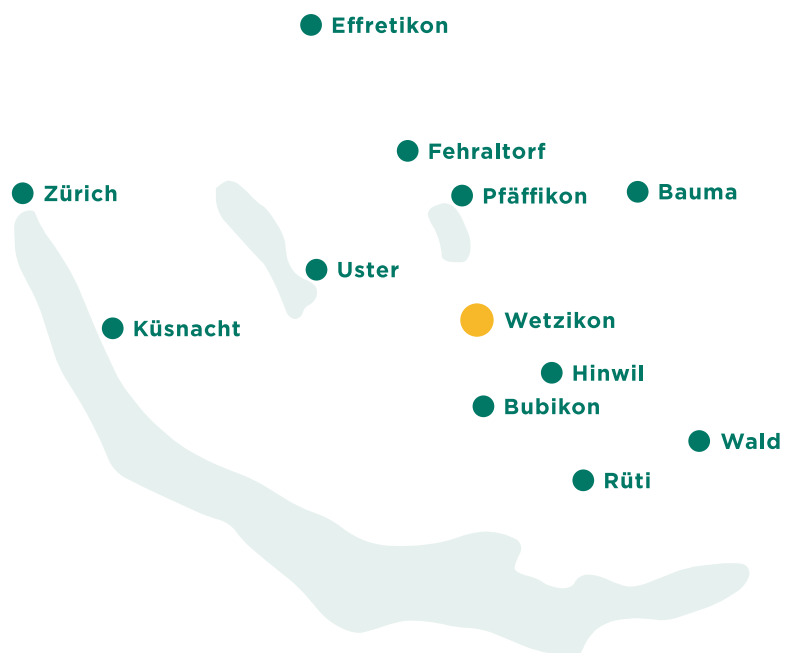 Effretikon
Fehraltorf
Zürich
Pfäffikon
Bauma
Uster
Wetzikon
Küsnacht
Hinwil
Bubikon
Wald
Rüti